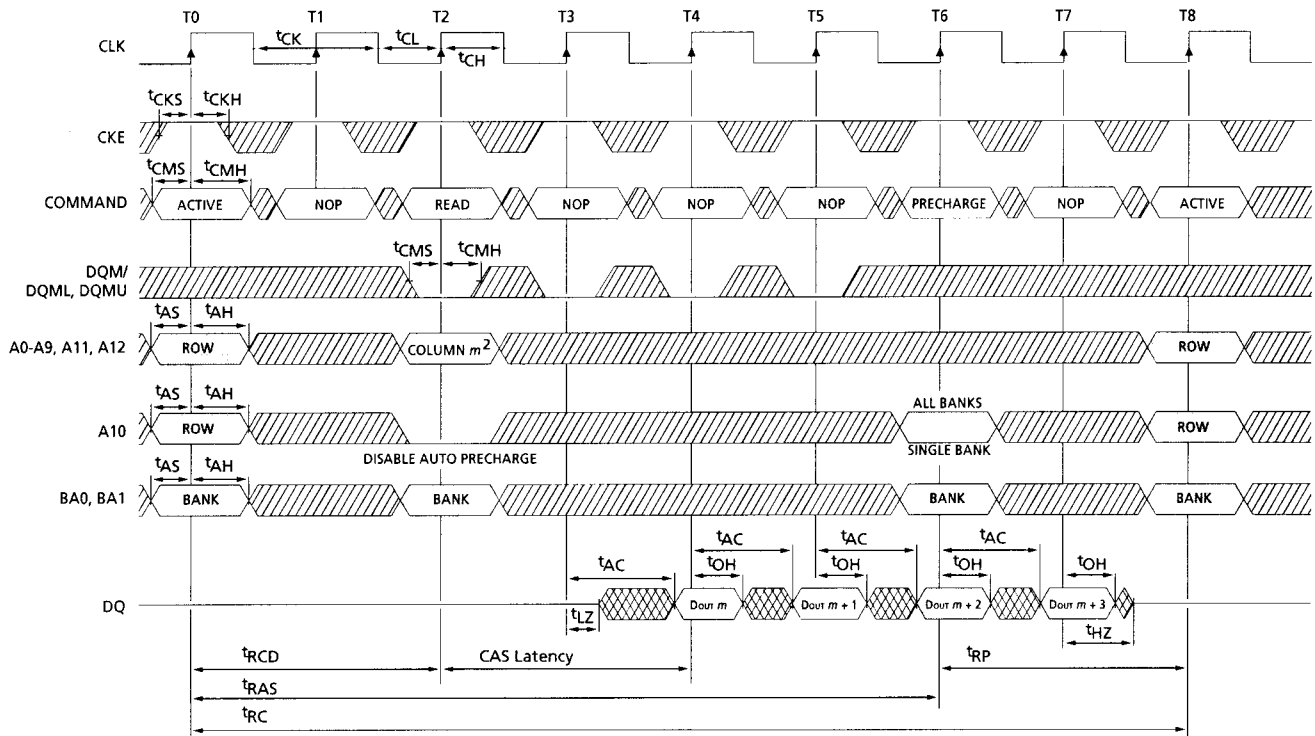 T0 T1 T2 T3 T4 T5 T6 T7 T8
CLK
tCK tCL
tCH
tCKS tCKH
CKE
tCMS tCMH
COMMAND ACTIVE NOP READ NOP NOP NOP PRECHARGE NOP ACTIVE
tCMS tCMH
DQM/
DQML, DQMU
tAS tAH
A0-A9, A11, A12 ROW COLUMN m2 ROW
tAS tAH
ALL BANKS
A10 ROW ROW
DISABLE AUTO PRECHARGE SINGLE BANK
tAS tAH
BA0, BA1 BANK BANK BANK BANK
tAC tAC tAC
tAC tOH tOH tOH tOH
DQ DOUT m DOUT m + 1 DOUT m + 2 DOUT m + 3
tLZ tHZ
tRCD CAS Latency tRP
tRAS
tRC